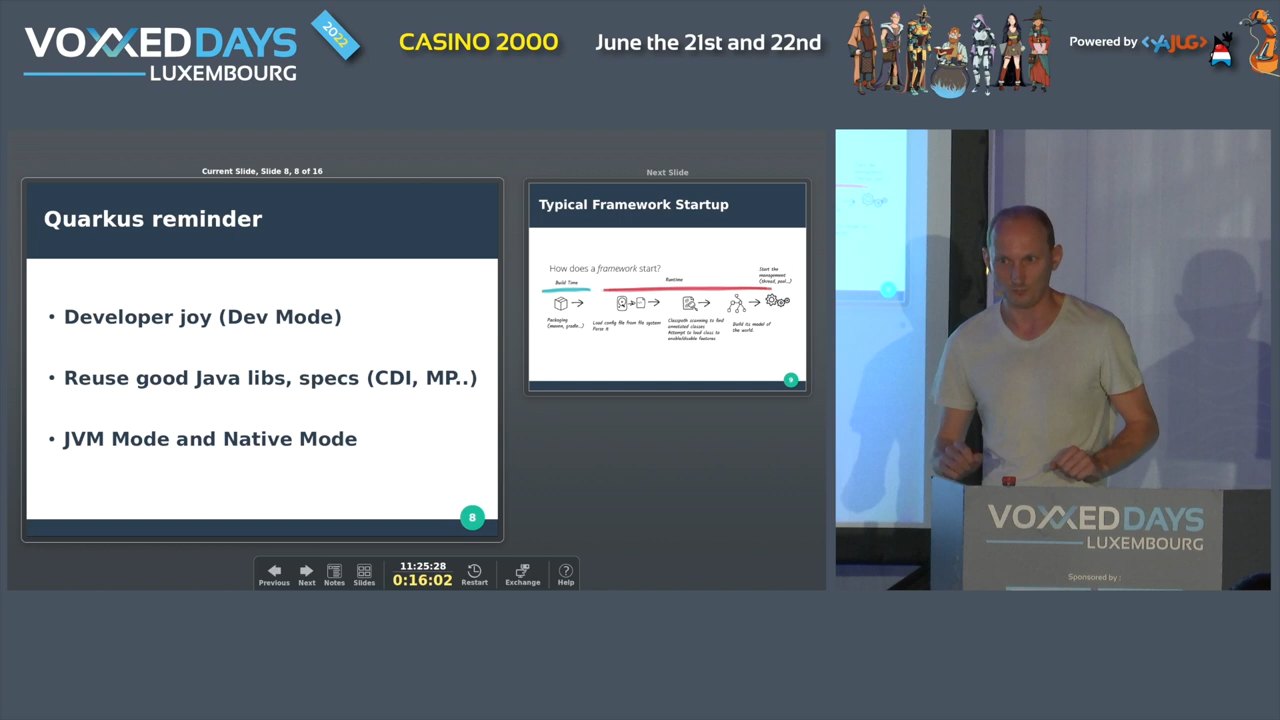 VOXXED DAYS
LUXEMBOURG
2022
CASINO 2000
June the 21st and 22nd
Powered by <YAJUG>
Current Slide, Slide 8, 8 of 16
Quarkus reminder
• Developer joy (Dev Mode)
• Reuse good Java libs, specs (CDI, MP..)
• JVM Mode and Native Mode
8
Next Slide
Typical Framework Startup
How does a framework start?
Build Time
Runtime
Start the
management
(thread, pool...)
Packaging
(maven, gradle...)
Load config file from file system
Parse it
Classpath scanning to find
annotated classes
Attempt to load class to
enable/disable features
Build its model of
the world.
9
Previous
Next
Notes
Slides
11:25:28
0:16:02
Restart
Exchange
Help
VOXXED DAYS
LUXEMBOURG
Sponsored by :